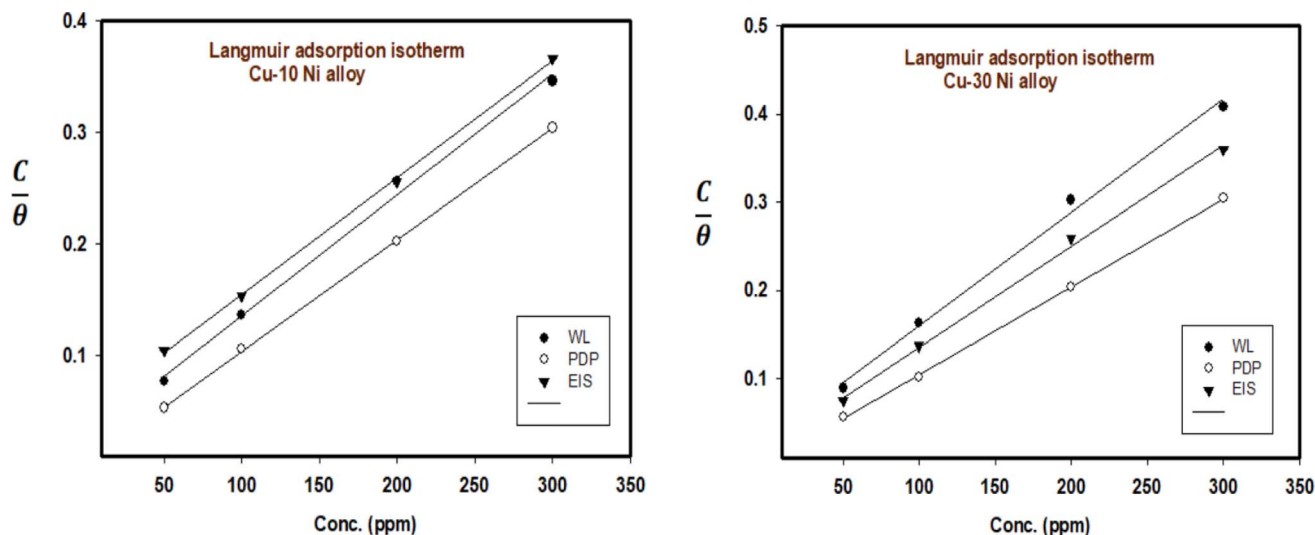 0.4
0.3
0.2
0.1
C
θ
Langmuir adsorption isotherm
Cu-10 Ni alloy
WL
PDP
EIS
50 100 150 200 250 300 350
Conc. (ppm)
0.5
0.4
0.3
0.2
0.1
C
θ
Langmuir adsorption isotherm
Cu-30 Ni alloy
WL
PDP
EIS
50 100 150 200 250 300 350
Conc. (ppm)